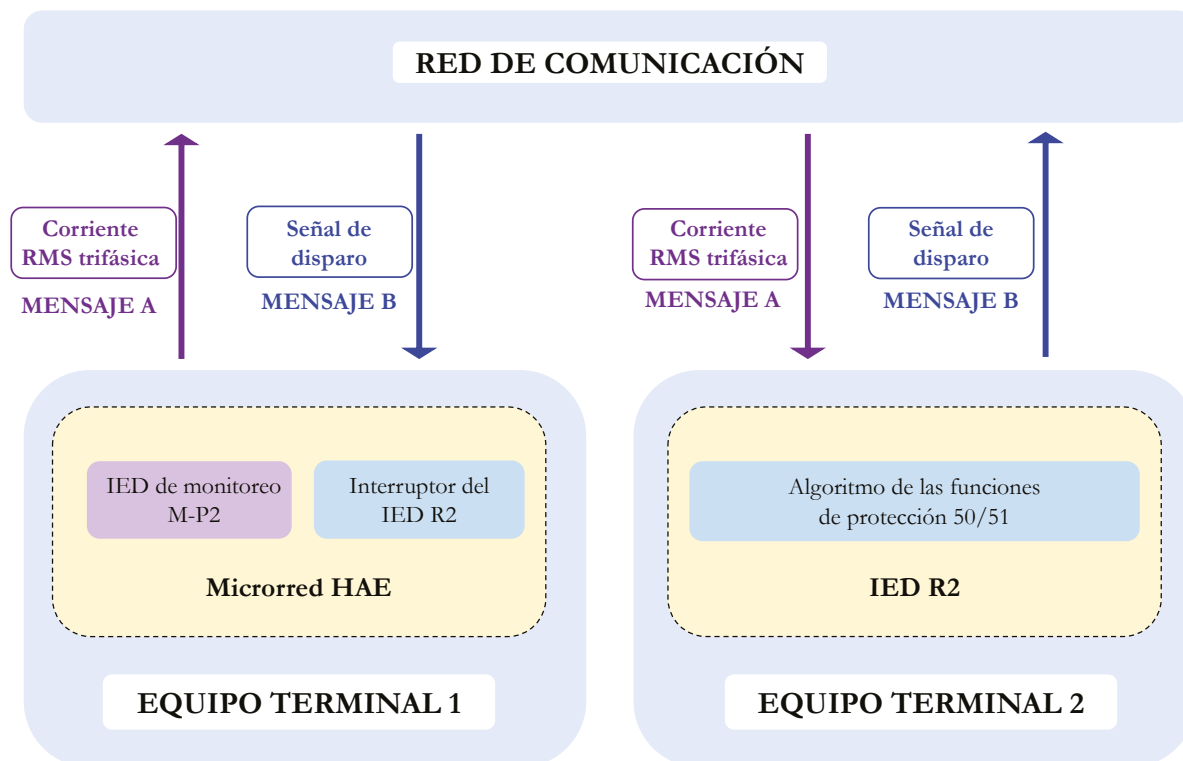 RED DE COMUNICACIÓN
Corriente
RMS trifásica
MENSAJE A
Señal de
disparo
MENSAJE B
Corriente
RMS trifásica
MENSAJE A
Señal de
disparo
MENSAJE B
IED de monitoreo
M-P2
Interruptor del
IED R2
Microrred HAE
EQUIPO TERMINAL 1
Algoritmo de las funciones
de protección 50/51
IED R2
EQUIPO TERMINAL 2